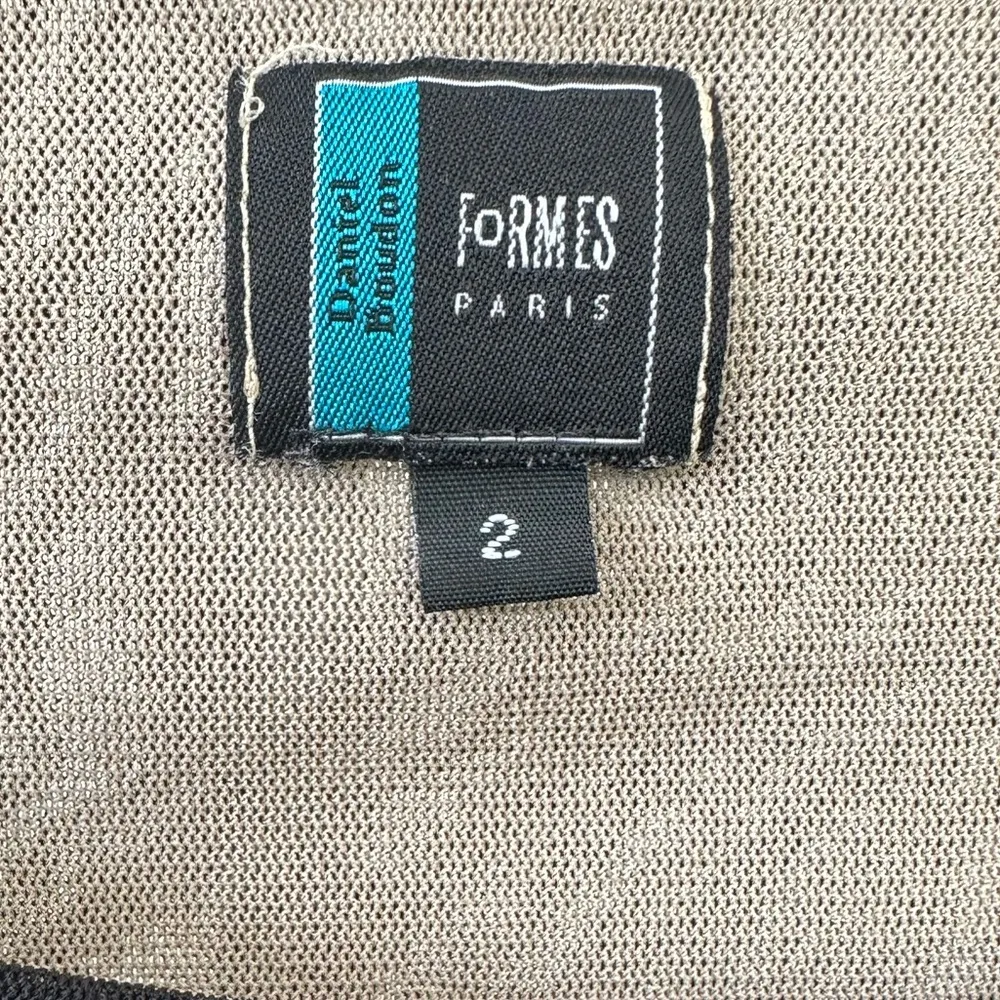 Daniel
Boudon
FoRMES
PARIS
2